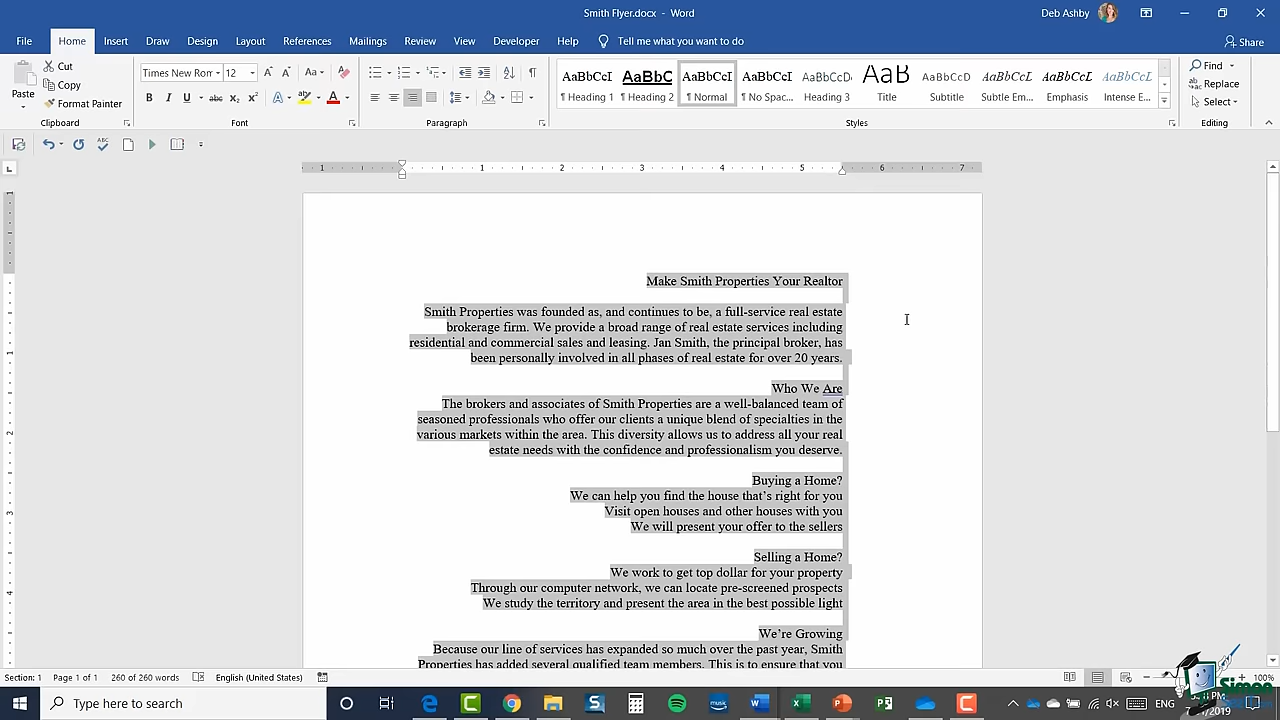 Smith Flyer.docx - Word
Deb Ashby
File Home Insert Draw Design Layout References Mailings Review View Developer Help Tell me what you want to do Share
Paste
Cut
Copy
Format Painter
Clipboard
Times New Ror 12
Font
Paragraph
AaBbCcI AaBbC AaBbCcI AaBbCcI AaBbCcD AaB AaBbCcD AaBbCcL AaBbCcL AaBbCcL
¶ Heading 1 ¶ Heading 2 ¶ Normal ¶ No Spac... Heading 3 Title Subtitle Subtle Em... Emphasis Intense E...
Styles
Find
Replace
Select
Editing
1 1 2 3 4 5 6 7
Make Smith Properties Your Realtor
Smith Properties was founded as, and continues to be, a full-service real estate
brokerage firm. We provide a broad range of real estate services including
residential and commercial sales and leasing. Jan Smith, the principal broker, has
been personally involved in all phases of real estate for over 20 years.
Who We Are
The brokers and associates of Smith Properties are a well-balanced team of
seasoned professionals who offer our clients a unique blend of specialties in the
various markets within the area. This diversity allows us to address all your real
estate needs with the confidence and professionalism you deserve.
Buying a Home?
We can help you find the house that's right for you
Visit open houses and other houses with you
We will present your offer to the sellers
Selling a Home?
We work to get top dollar for your property
Through our computer network, we can locate pre-screened prospects
We study the territory and present the area in the best possible light
We're Growing
Because our line of services has expanded so much over the past year, Smith
Properties has added several qualified team members. This is to ensure that you
Section: 1 Page 1 of 1 260 of 260 words English (United States) 100%
Type here to search
ENG